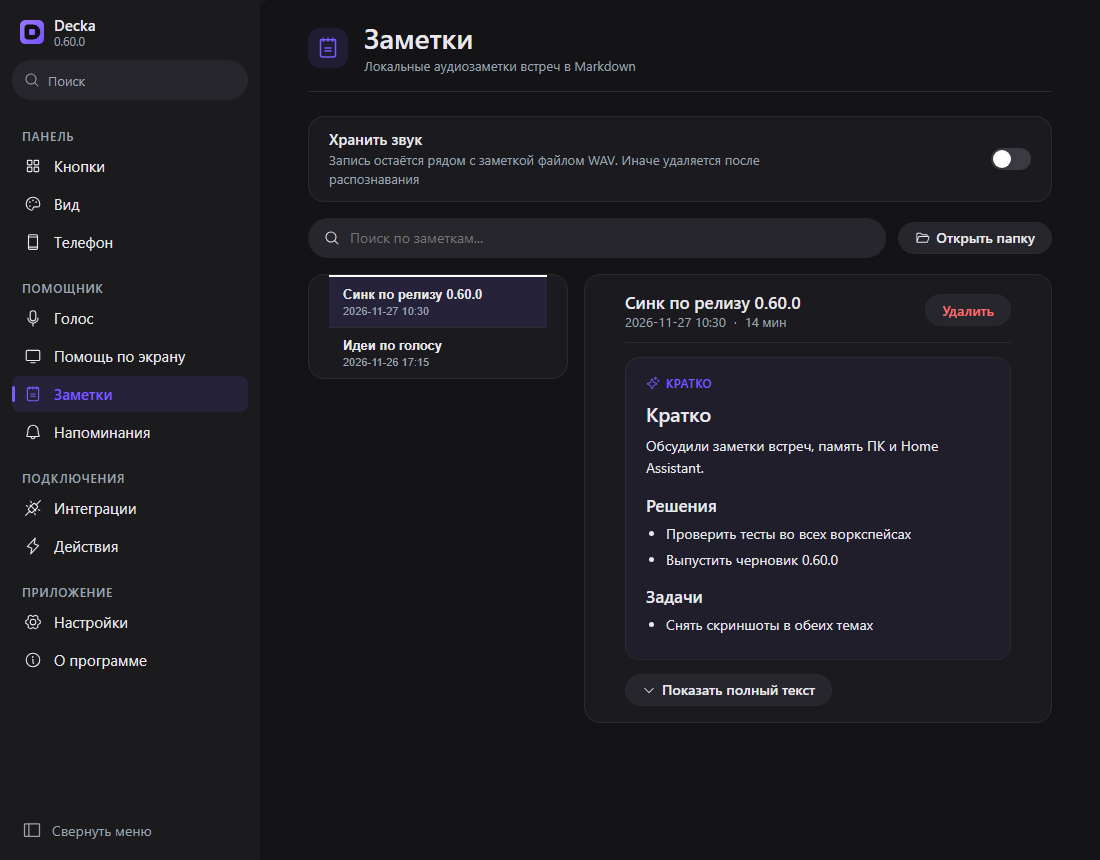 Decka
0.60.0
Поиск
ПАНЕЛЬ
Кнопки
Вид
Телефон
ПОМОЩНИК
Голос
Помощь по экрану
Заметки
Напоминания
ПОДКЛЮЧЕНИЯ
Интеграции
Действия
ПРИЛОЖЕНИЕ
Настройки
О программе
Свернуть меню
Заметки
Локальные аудиозаметки встреч в Markdown
Хранить звук
Запись остаётся рядом с заметкой файлом WAV. Иначе удаляется после
распознавания
Поиск по заметкам...
Открыть папку
Синк по релизу 0.60.0
2026-11-27 10:30
Идеи по голосу
2026-11-26 17:15
Синк по релизу 0.60.0
2026-11-27 10:30 · 14 мин
Удалить
КРАТКО
Кратко
Обсудили заметки встреч, память ПК и Home
Assistant.
Решения
• Проверить тесты во всех воркспейсах
• Выпустить черновик 0.60.0
Задачи
• Снять скриншоты в обеих темах
Показать полный текст